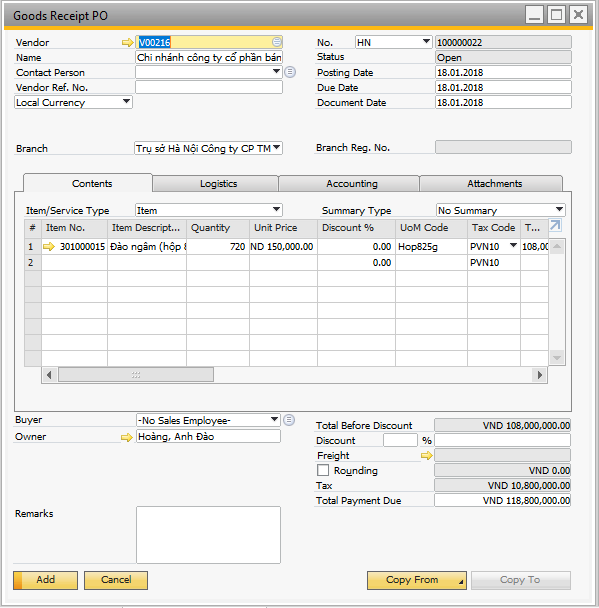 Goods Receipt PO
Vendor V00216 No. HN 100000022
Name Chi nhánh công ty cổ phần bán Status Open
Contact Person Posting Date 18.01.2018
Vendor Ref. No. Due Date 18.01.2018
Local Currency Document Date 18.01.2018
Branch Trụ sở Hà Nội Công ty CP TM Branch Reg. No.
Contents Logistics Accounting Attachments
Item/Service Type Item Summary Type No Summary
# Item No. Item Descript... Quantity Unit Price Discount % UoM Code Tax Code T...
1 301000015 Đào ngâm (hộp 8 720 ND 150,000.00 0.00 Hop825g PVN10 108,0
2 0.00 PVN10
Buyer -No Sales Employee- Total Before Discount VND 108,000,000.00
Owner Hoàng, Anh Đào Discount %
Freight
Rounding VND 0.00
Tax VND 10,800,000.00
Total Payment Due VND 118,800,000.00
Remarks
Add Cancel Copy From Copy To